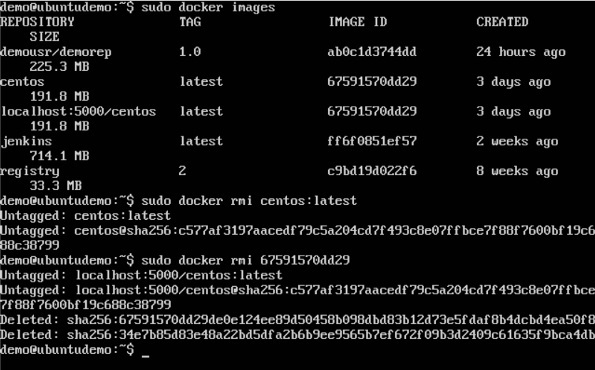 demo@ubuntudemo:~$ sudo docker images
REPOSITORY TAG IMAGE ID CREATED
SIZE
demousr/demorep 1.0 ab0c1d3744dd 24 hours ago
225.3 MB
centos latest 67591570dd29 3 days ago
191.8 MB
localhost:5000/centos latest 67591570dd29 3 days ago
191.8 MB
jenkins latest ff6f0851ef57 2 weeks ago
714.1 MB
registry 2 c9bd19d022f6 8 weeks ago
33.3 MB
demo@ubuntudemo:~$ sudo docker rmi centos:latest
Untagged: centos:latest
Untagged: centos@sha256:c577af3197aacedf79c5a204cd7f493c8e07ffbce7f88f7600bf19c6
88c38799
demo@ubuntudemo:~$ sudo docker rmi 67591570dd29
Untagged: localhost:5000/centos:latest
Untagged: localhost:5000/centos@sha256:c577af3197aacedf79c5a204cd7f493c8e07ffbce
7f88f7600bf19c688c38799
Deleted: sha256:67591570dd29de0e124ee89d50458b098dbd83b12d73e5fdaf8b4dcbd4ea50f8
Deleted: sha256:34e7b85d83e48a22bd5dfa2b6b9ee9565b7ef672f09b3d2409c61635f9bca4db
demo@ubuntudemo:~$ _